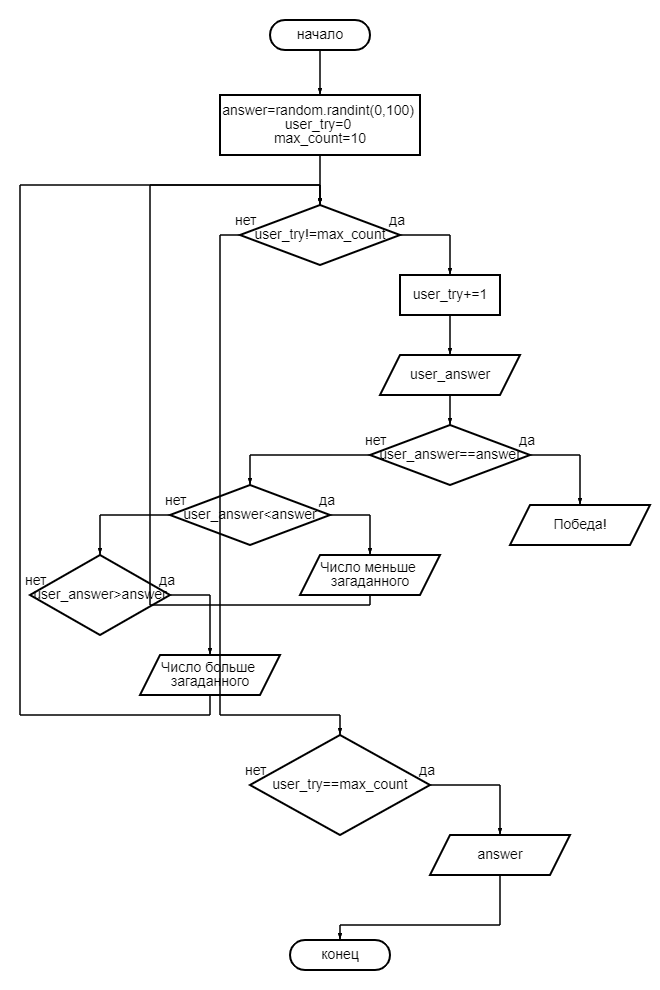 начало
answer=random.randint(0,100)
user_try=0
max_count=10
нет
да
user_try!=max_count
user_try+=1
user_answer
нет
да
user_answer==answer
нет
да
user_answer<answer
Победа!
Число меньше
загаданного
нет
да
user_answer>answer
Число больше
загаданного
нет
да
user_try==max_count
answer
конец